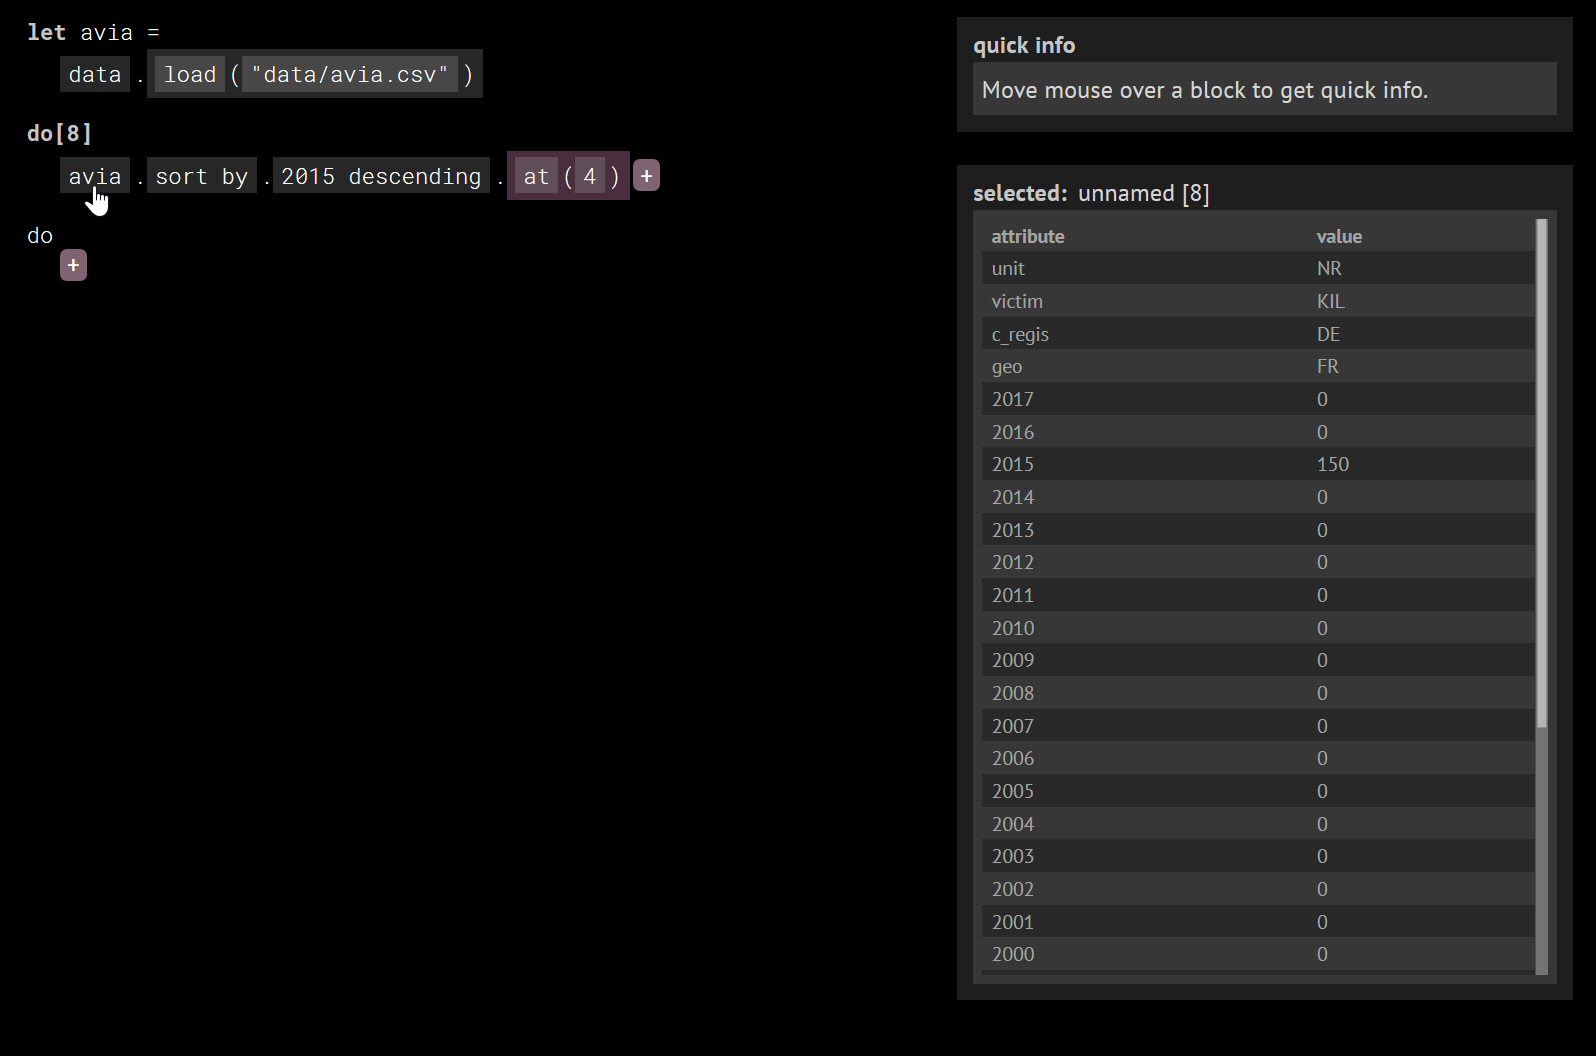 let avia =
data . load ( "data/avia.csv" )
do[8]
avia . sort by . 2015 descending . at ( 4 ) +
do
+
quick info
Move mouse over a block to get quick info.
selected: unnamed [8]
attribute value
unit NR
victim KIL
c_regis DE
geo FR
2017 0
2016 0
2015 150
2014 0
2013 0
2012 0
2011 0
2010 0
2009 0
2008 0
2007 0
2006 0
2005 0
2004 0
2003 0
2002 0
2001 0
2000 0